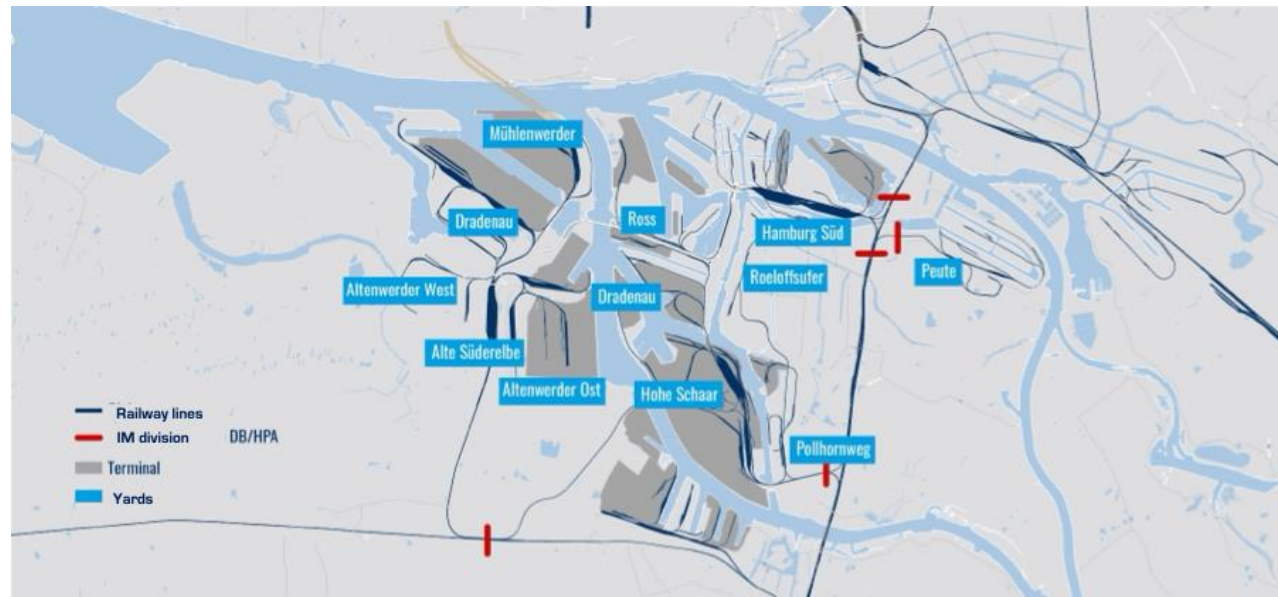 Mühlenwerder
Dradenau
Ross
Hamburg Süd
Altenwerder West
Dradenau
Roeloffsufer
Peute
Alte Süderelbe
Altenwerder Ost
Hohe Schaar
Pollhornweg
Railway lines
IM division DB/HPA
Terminal
Yards